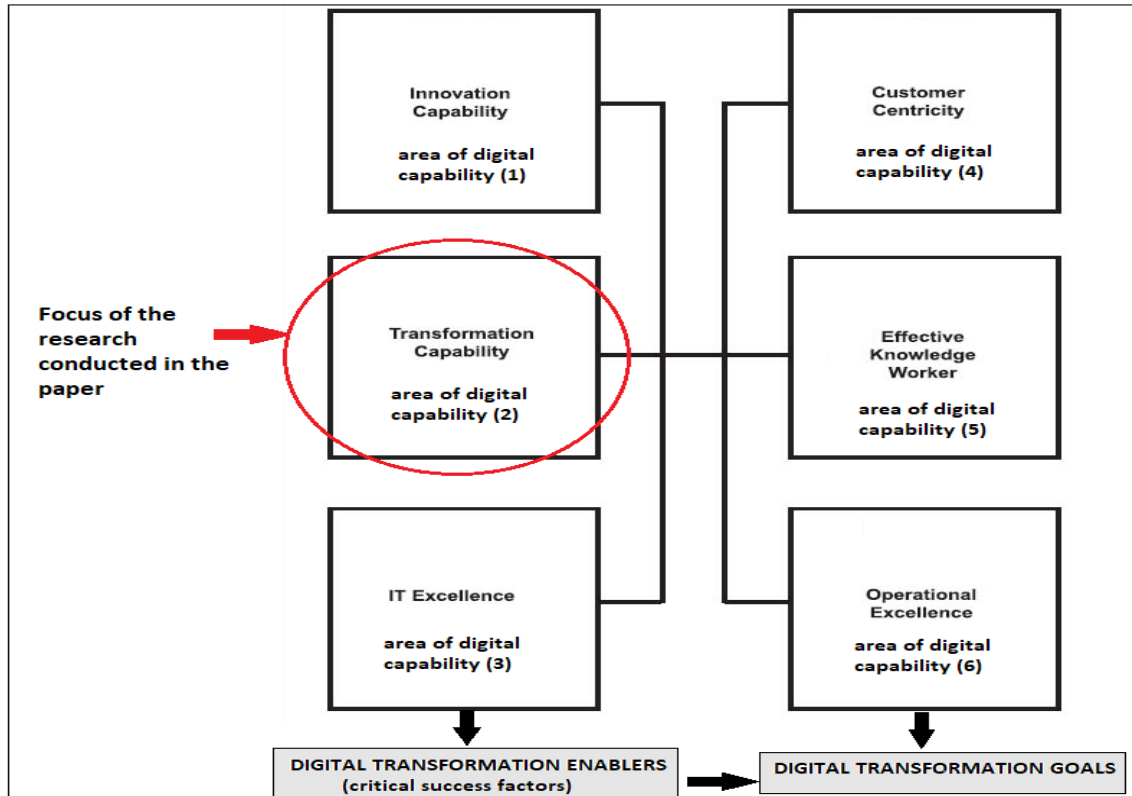 Innovation
Capability
area of digital
capability (1)
Customer
Centricity
area of digital
capability (4)
Focus of the
research
conducted in the
paper
Transformation
Capability
area of digital
capability (2)
Effective
Knowledge
Worker
area of digital
capability (5)
IT Excellence
area of digital
capability (3)
Operational
Excellence
area of digital
capability (6)
DIGITAL TRANSFORMATION ENABLERS
(critical success factors)
DIGITAL TRANSFORMATION GOALS